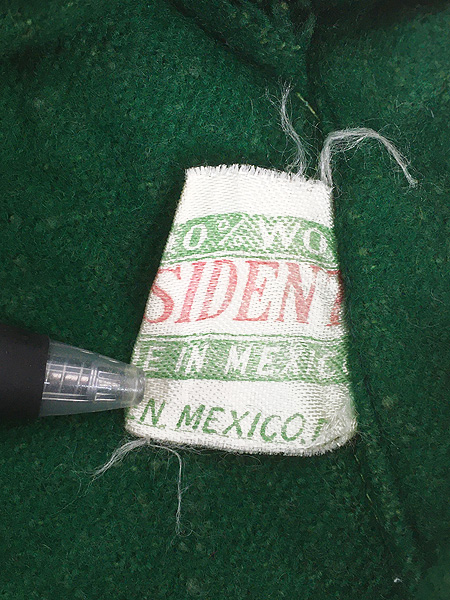 0% WO
SIDENT
E IN MEXIC
N. MEXICO,